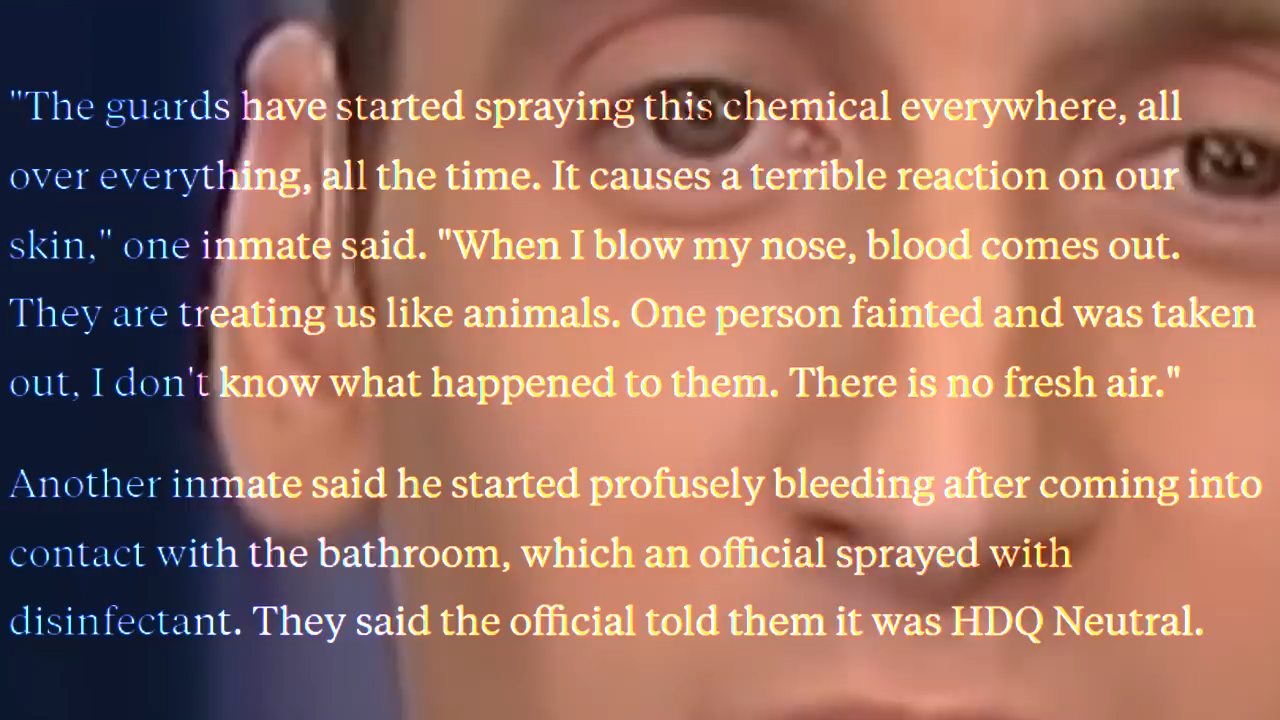 "The guards have started spraying this chemical everywhere, all
over everything, all the time. It causes a terrible reaction on our
skin," one inmate said. "When I blow my nose, blood comes out.
They are treating us like animals. One person fainted and was taken
out, I don't know what happened to them. There is no fresh air."
Another inmate said he started profusely bleeding after coming into
contact with the bathroom, which an official sprayed with
disinfectant. They said the official told them it was HDQ Neutral.